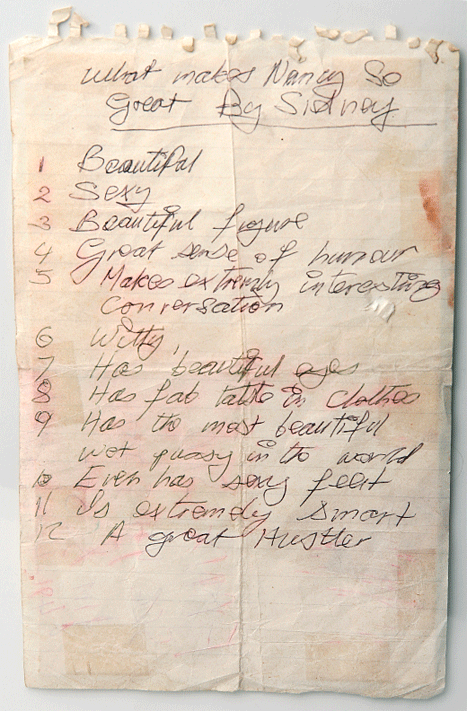 What makes Nancy So
Great By Sidney
1 Beautiful
2 Sexy
3 Beautiful figure
4 Great sense of humour
5 Makes extremly interesting
conversation
6 Witty,
7 Has beautiful eyes
8 Has fab taste in clothes
9 Has the most beautiful
wet pussy in the world
10 Even has sexy feet
11 Is extremely smart
12 A great Hustler